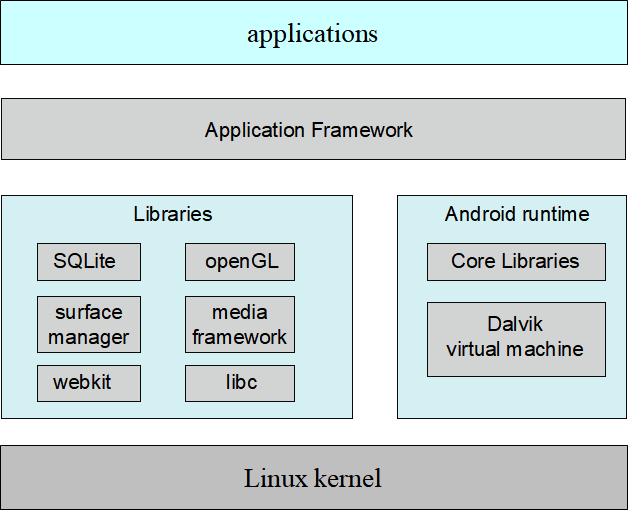 applications
Application Framework
Libraries
SQLite
openGL
surface
manager
media
framework
webkit
libc
Android runtime
Core Libraries
Dalvik
virtual machine
Linux kernel